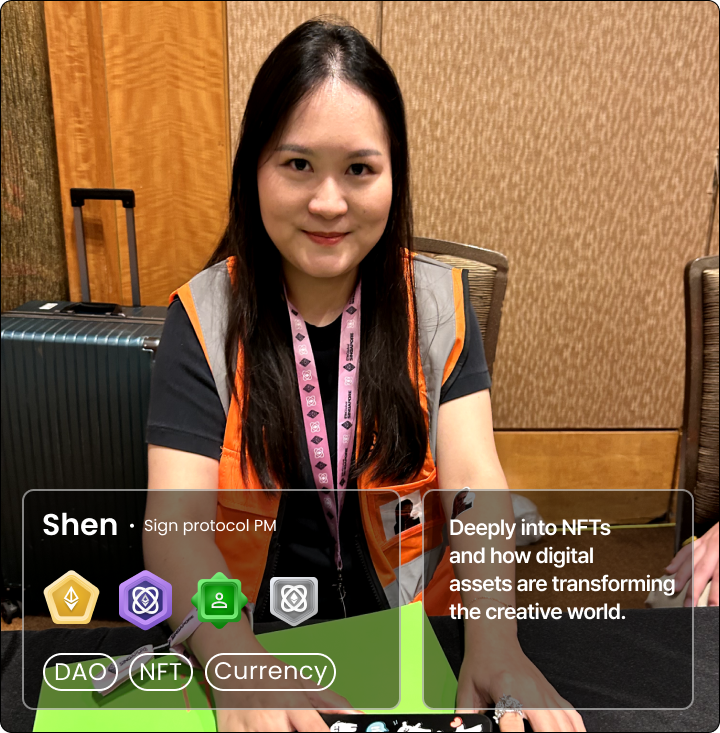 Shen • Sign protocol PM
DAO
NFT
Currency
Deeply into NFTs
and how digital
assets are transforming
the creative world.